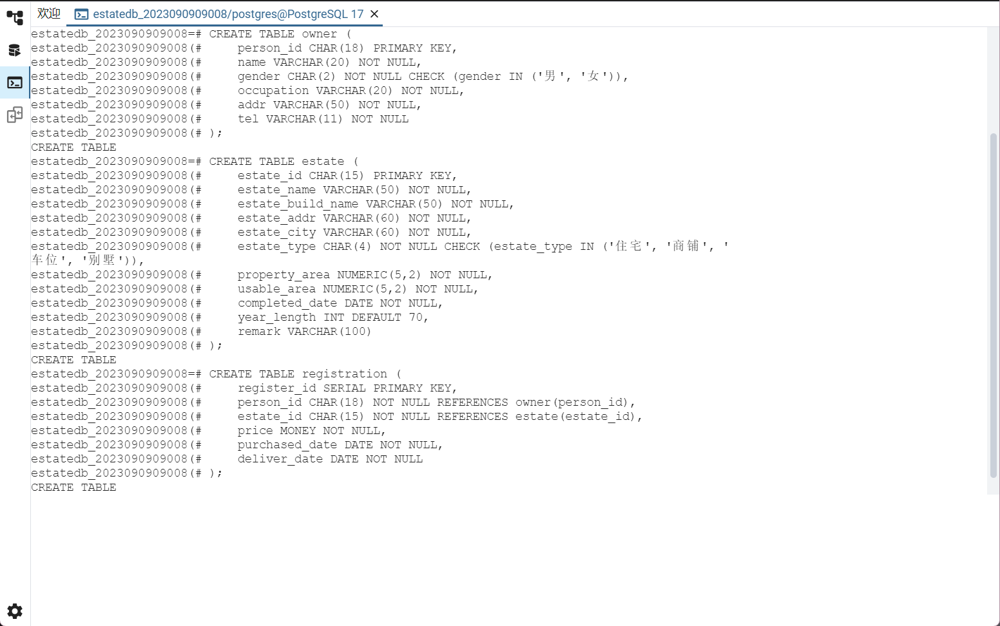 欢迎 estatedb_2023090909008/postgres@PostgreSQL 17
estatedb_2023090909008=# CREATE TABLE owner (
estatedb_2023090909008(#     person_id CHAR(18) PRIMARY KEY,
estatedb_2023090909008(#     name VARCHAR(20) NOT NULL,
estatedb_2023090909008(#     gender CHAR(2) NOT NULL CHECK (gender IN ('男', '女')),
estatedb_2023090909008(#     occupation VARCHAR(20) NOT NULL,
estatedb_2023090909008(#     addr VARCHAR(50) NOT NULL,
estatedb_2023090909008(#     tel VARCHAR(11) NOT NULL
estatedb_2023090909008(# );
CREATE TABLE
estatedb_2023090909008=# CREATE TABLE estate (
estatedb_2023090909008(#     estate_id CHAR(15) PRIMARY KEY,
estatedb_2023090909008(#     estate_name VARCHAR(50) NOT NULL,
estatedb_2023090909008(#     estate_build_name VARCHAR(50) NOT NULL,
estatedb_2023090909008(#     estate_addr VARCHAR(60) NOT NULL,
estatedb_2023090909008(#     estate_city VARCHAR(60) NOT NULL,
estatedb_2023090909008(#     estate_type CHAR(4) NOT NULL CHECK (estate_type IN ('住宅', '商铺', '
车位', '别墅')),
estatedb_2023090909008(#     property_area NUMERIC(5,2) NOT NULL,
estatedb_2023090909008(#     usable_area NUMERIC(5,2) NOT NULL,
estatedb_2023090909008(#     completed_date DATE NOT NULL,
estatedb_2023090909008(#     year_length INT DEFAULT 70,
estatedb_2023090909008(#     remark VARCHAR(100)
estatedb_2023090909008(# );
CREATE TABLE
estatedb_2023090909008=# CREATE TABLE registration (
estatedb_2023090909008(#     register_id SERIAL PRIMARY KEY,
estatedb_2023090909008(#     person_id CHAR(18) NOT NULL REFERENCES owner(person_id),
estatedb_2023090909008(#     estate_id CHAR(15) NOT NULL REFERENCES estate(estate_id),
estatedb_2023090909008(#     price MONEY NOT NULL,
estatedb_2023090909008(#     purchased_date DATE NOT NULL,
estatedb_2023090909008(#     deliver_date DATE NOT NULL
estatedb_2023090909008(# );
CREATE TABLE